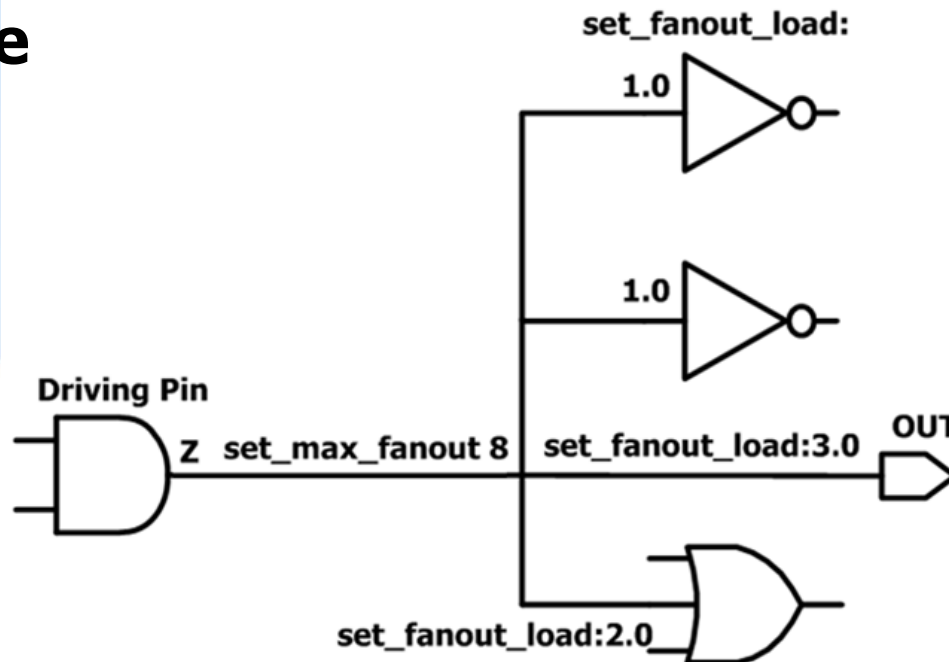 e
set_fanout_load:
1.0
1.0
Driving Pin
Z set_max_fanout 8 set_fanout_load:3.0
OUT
set_fanout_load:2.0